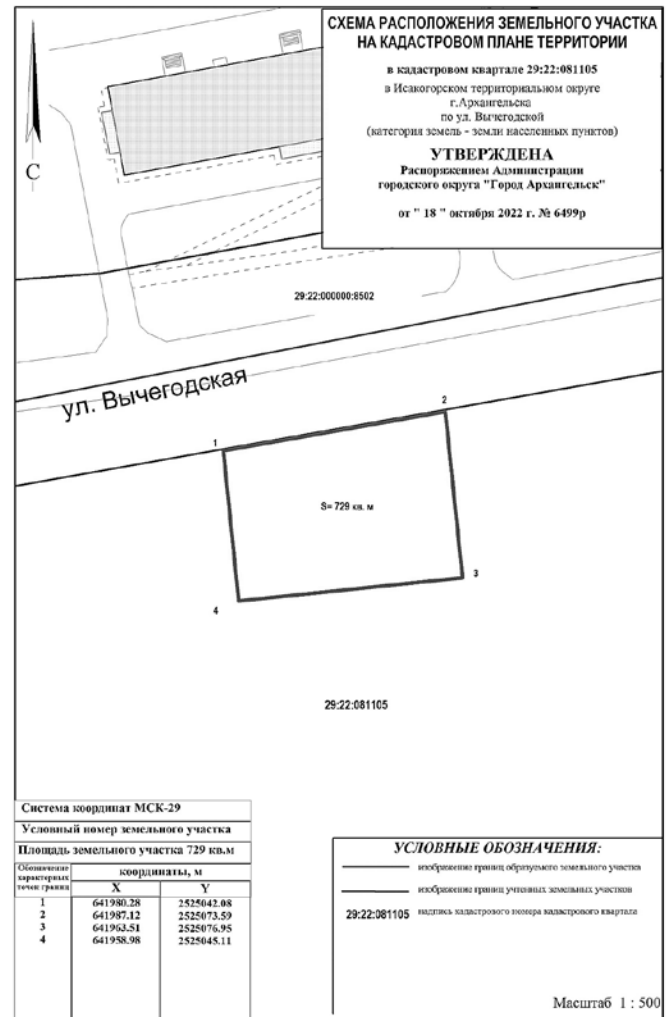 СХЕМА РАСПОЛОЖЕНИЯ ЗЕМЕЛЬНОГО УЧАСТКА
НА КАДАСТРОВОМ ПЛАНЕ ТЕРРИТОРИИ
в кадастровом квартале 29:22:081105
в Исакогорском территориальном округе
г.Архангельска
по ул. Вычегодской
(категория земель - земли населенных пунктов)
УТВЕРЖДЕНА
Распоряжением Администрации
городского округа "Город Архангельск"
от " 18 " октября 2022 г. № 6499р
С
29:22:000000:8502
ул. Вычегодская
1
2
S= 729 кв. м
3
4
29:22:081105
Система координат МСК-29
Условный номер земельного участка
Площадь земельного участка 729 кв.м
Обозначение характерных точек границ
координаты, м
X Y
1 641980.28 2525042.08
2 641987.12 2525073.59
3 641963.51 2525076.95
4 641958.98 2525045.11
УСЛОВНЫЕ ОБОЗНАЧЕНИЯ:
изображение границ образуемого земельного участка
изображение границ учтенных земельных участков
29:22:081105 надпись кадастрового номера кадастрового квартала
Масштаб 1 : 500